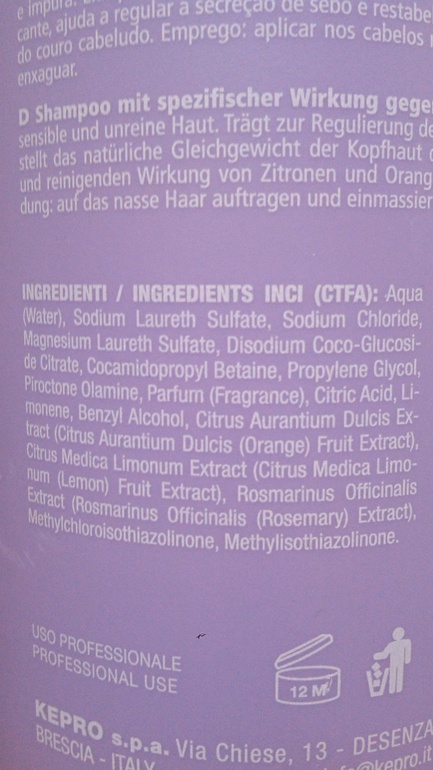 e impura.
cante, ajuda a regular a secreção de sebo e restabe
do couro cabeludo. Emprego: aplicar nos cabelos
enxaguar.
D Shampoo mit spezifischer Wirkung gege
sensible und unreine Haut. Trägt zur Regulierung de
stellt das natürliche Gleichgewicht der Kopfhaut
und reinigenden Wirkung von Zitronen und Orang
dung: auf das nasse Haar auftragen und einmassier
INGREDIENTI / INGREDIENTS INCI (CTFA): Aqua
(Water), Sodium Laureth Sulfate, Sodium Chloride,
Magnesium Laureth Sulfate, Disodium Coco-Glucosi-
de Citrate, Cocamidopropyl Betaine, Propylene Glycol,
Piroctone Olamine, Parfum (Fragrance), Citric Acid, Li-
monene, Benzyl Alcohol, Citrus Aurantium Dulcis Ex-
tract (Citrus Aurantium Dulcis (Orange) Fruit Extract),
Citrus Medica Limonum Extract (Citrus Medica Limo-
num (Lemon) Fruit Extract), Rosmarinus Officinalis
Extract (Rosmarinus Officinalis (Rosemary) Extract),
Methylchloroisothiazolinone, Methylisothiazolinone.
USO PROFESSIONALE
PROFESSIONAL USE
12 M
KEPRO s.p.a. Via Chiese, 13 - DESENZA
BRESCIA - ITALY
@kepro.it